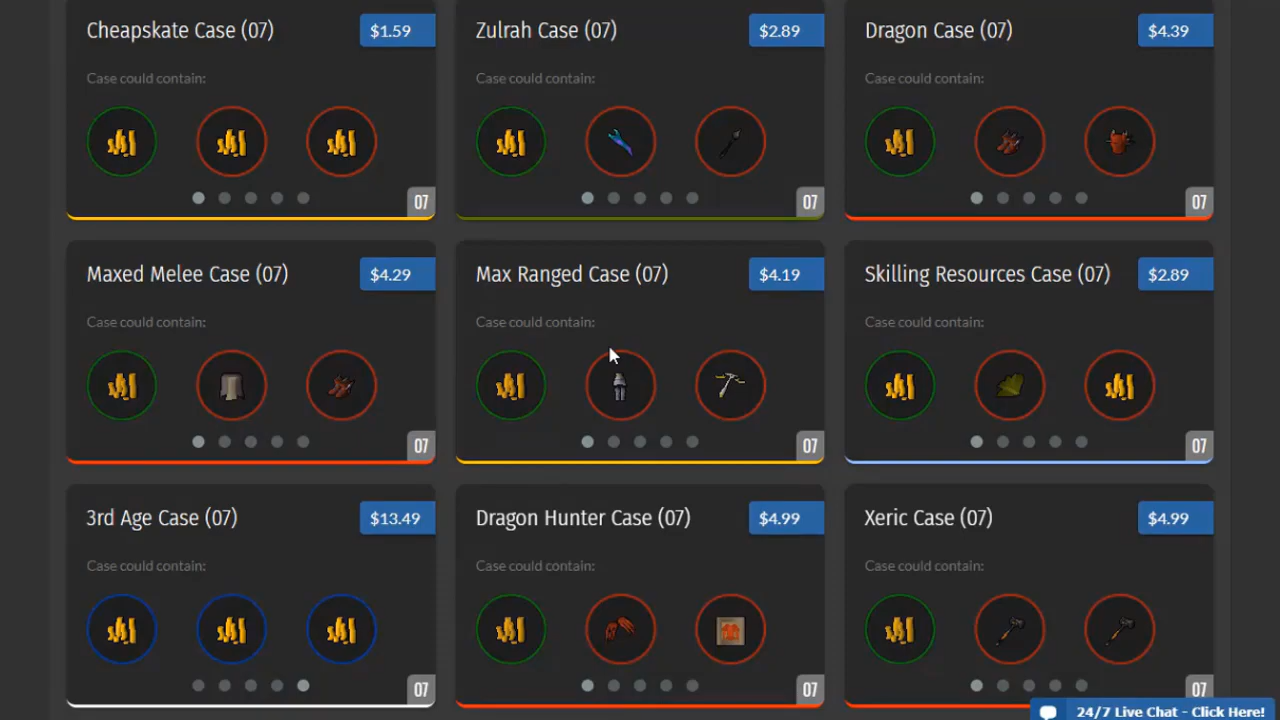 Cheapskate Case (07)
$1.59
Case could contain:
07
Zulrah Case (07)
$2.89
Case could contain:
07
Dragon Case (07)
$4.39
Case could contain:
07
Maxed Melee Case (07)
$4.29
Case could contain:
07
Max Ranged Case (07)
$4.19
Case could contain:
07
Skilling Resources Case (07)
$2.89
Case could contain:
07
3rd Age Case (07)
$13.49
Case could contain:
07
Dragon Hunter Case (07)
$4.99
Case could contain:
07
Xeric Case (07)
$4.99
Case could contain:
07
24/7 Live Chat - Click Here!